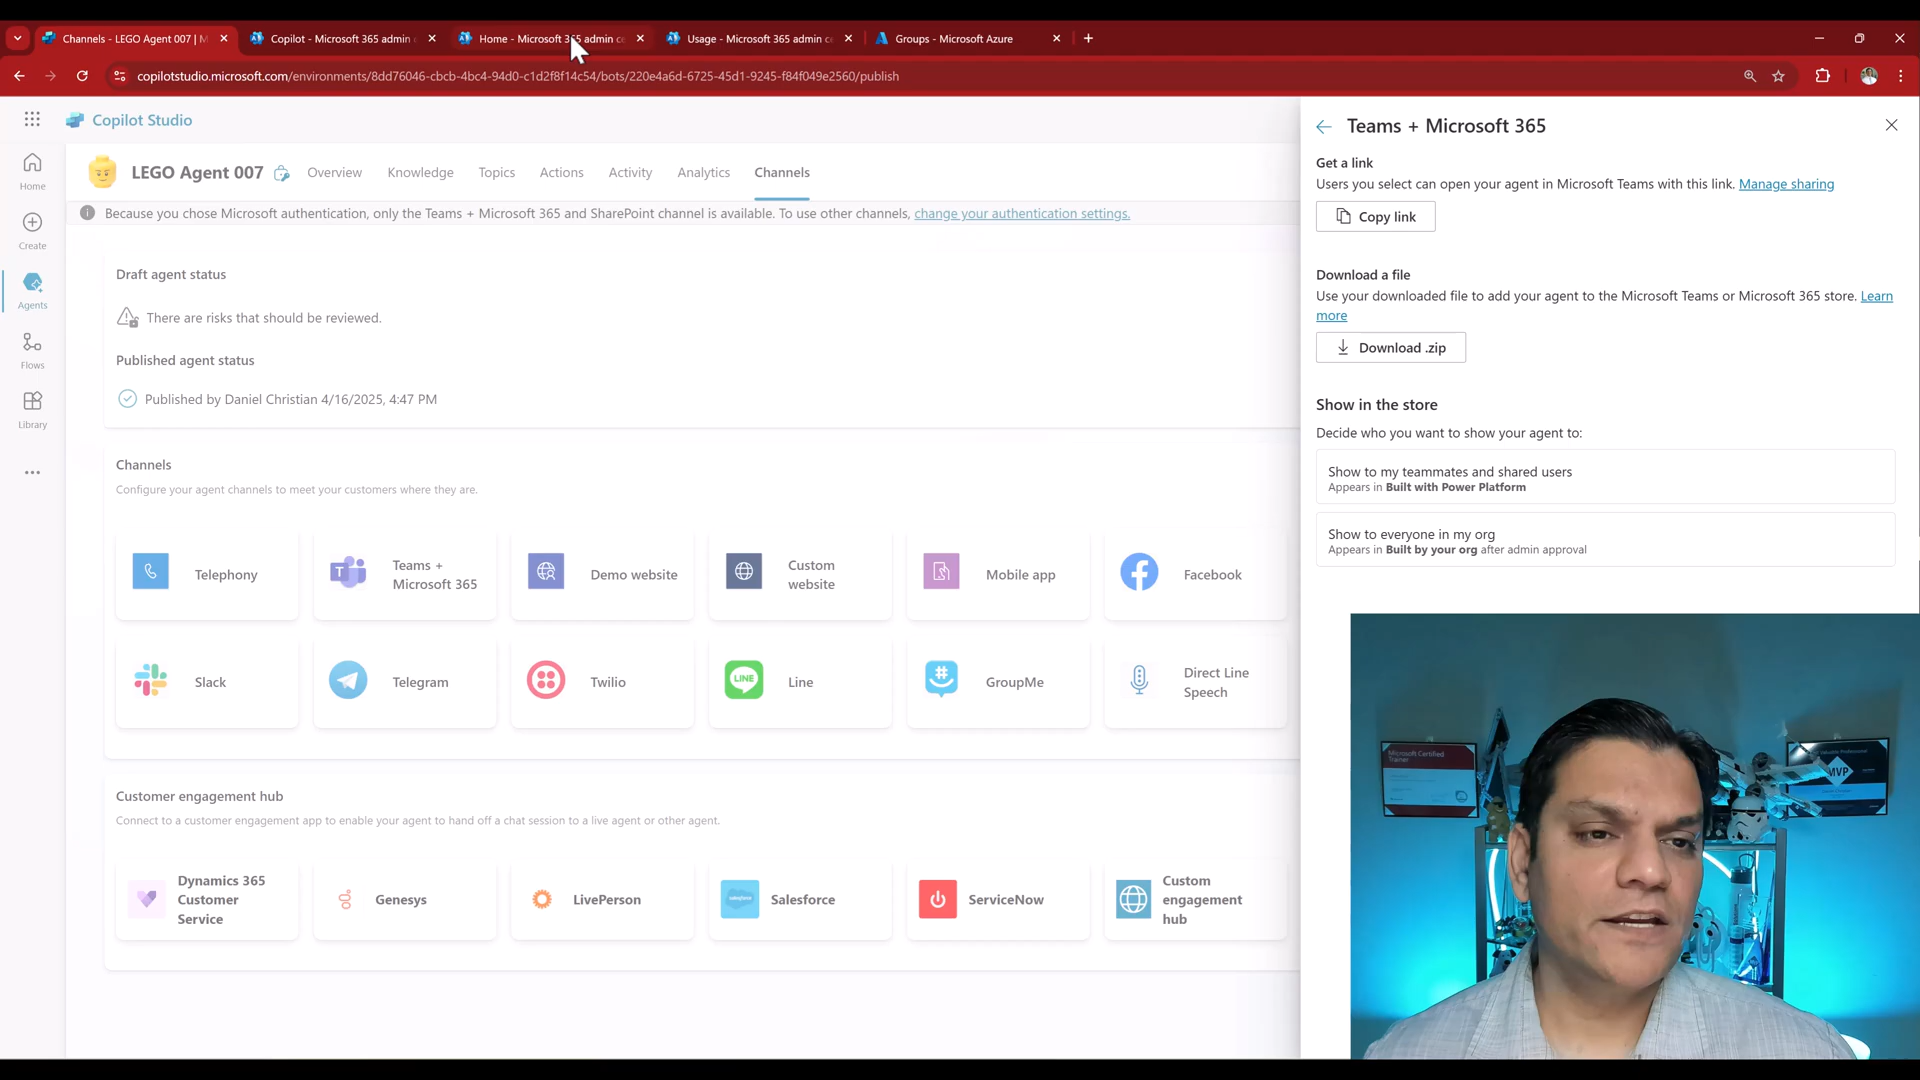 Channels - LEGO Agent 007 | M
Copilot - Microsoft 365 admin
Home - Microsoft 365 admin ce
Usage - Microsoft 365 admin ce
Groups - Microsoft Azure
copilotstudio.microsoft.com/environments/8dd76046-cbcb-4bc4-94d0-c1d2f8f14c54/bots/220e4a6d-6725-45d1-9245-f84f049e2560/publish
Copilot Studio
Home
Create
Agents
Flows
Library
LEGO Agent 007
Overview
Knowledge
Topics
Actions
Activity
Analytics
Channels
Because you chose Microsoft authentication, only the Teams + Microsoft 365 and SharePoint channel is available. To use other channels, change your authentication settings.
Draft agent status
There are risks that should be reviewed.
Published agent status
Published by Daniel Christian 4/16/2025, 4:47 PM
Channels
Configure your agent channels to meet your customers where they are.
Telephony
Teams +
Microsoft 365
Demo website
Custom
website
Mobile app
Facebook
Slack
Telegram
Twilio
LINE
Line
GroupMe
Direct Line
Speech
Customer engagement hub
Connect to a customer engagement app to enable your agent to hand off a chat session to a live agent or other agent.
Dynamics 365
Customer
Service
Genesys
LivePerson
salesforce
Salesforce
ServiceNow
Custom
engagement
hub
Teams + Microsoft 365
Get a link
Users you select can open your agent in Microsoft Teams with this link. Manage sharing
Copy link
Download a file
Use your downloaded file to add your agent to the Microsoft Teams or Microsoft 365 store. Learn
more
Download .zip
Show in the store
Decide who you want to show your agent to:
Show to my teammates and shared users
Appears in Built with Power Platform
Show to everyone in my org
Appears in Built by your org after admin approval
Microsoft Certified
Trainer
Valuable Professional
MVP